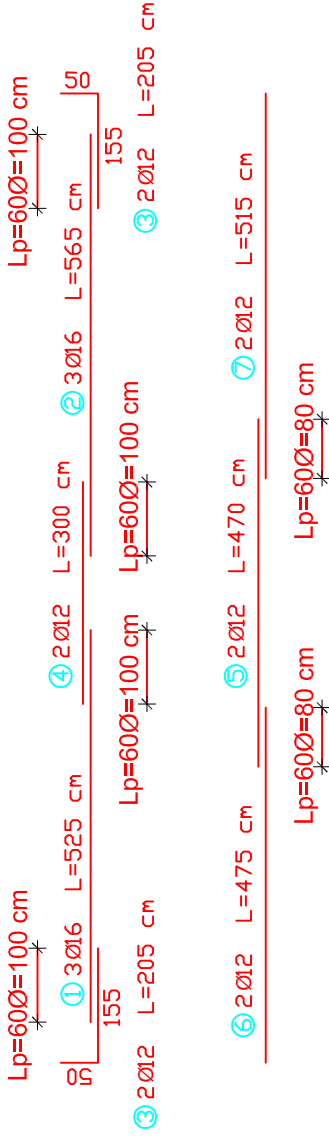 Lp=60Ø=100 cm
Lp=60Ø=100 cm
50
① 3Ø16 L=525 cm
④ 2Ø12 L=300 cm
② 3Ø16 L=565 cm
50
155
155
③ 2Ø12 L=205 cm
Lp=60Ø=100 cm
Lp=60Ø=100 cm
③ 2Ø12 L=205 cm
⑥ 2Ø12 L=475 cm
⑤ 2Ø12 L=470 cm
⑦ 2Ø12 L=515 cm
Lp=60Ø=80 cm
Lp=60Ø=80 cm